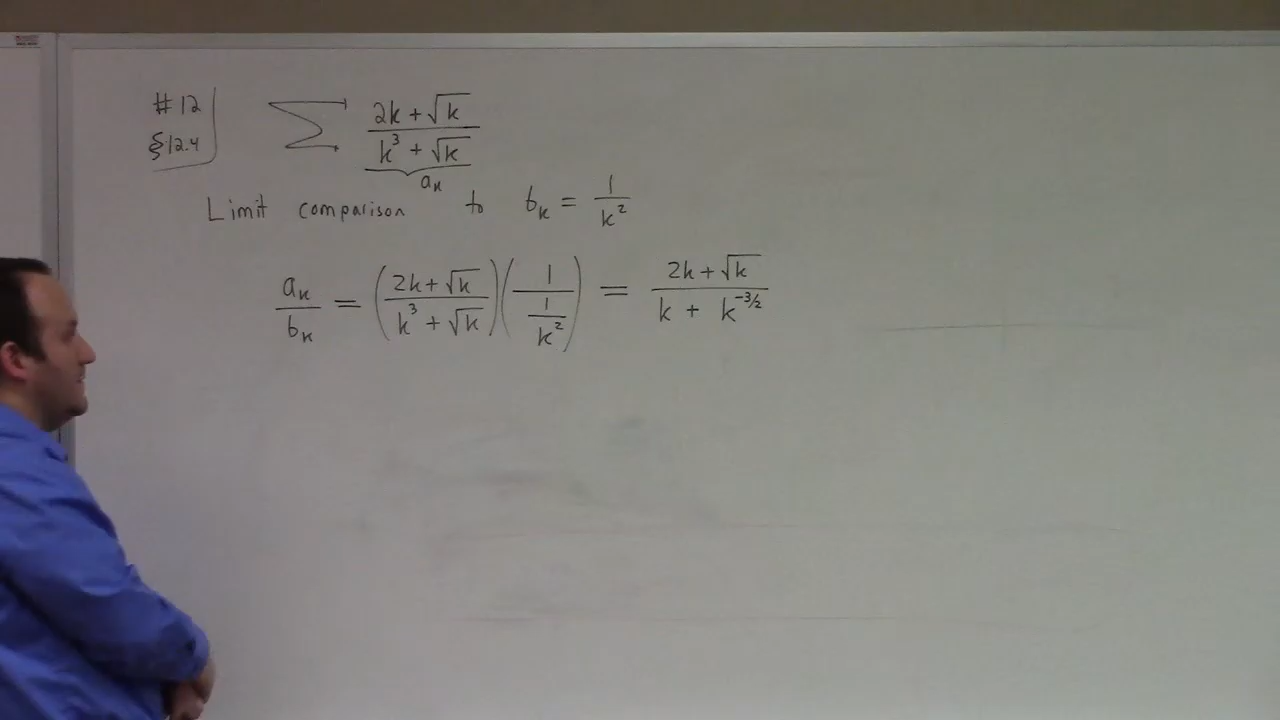 #12
§12.4
∑ (2k + √k)/(k³ + √k)
aₖ
Limit comparison to bₖ = 1/k²
aₖ/bₖ = ((2k + √k)/(k³ + √k)) (1/(1/k²)) = (2k + √k)/(k + k^(-3/2))